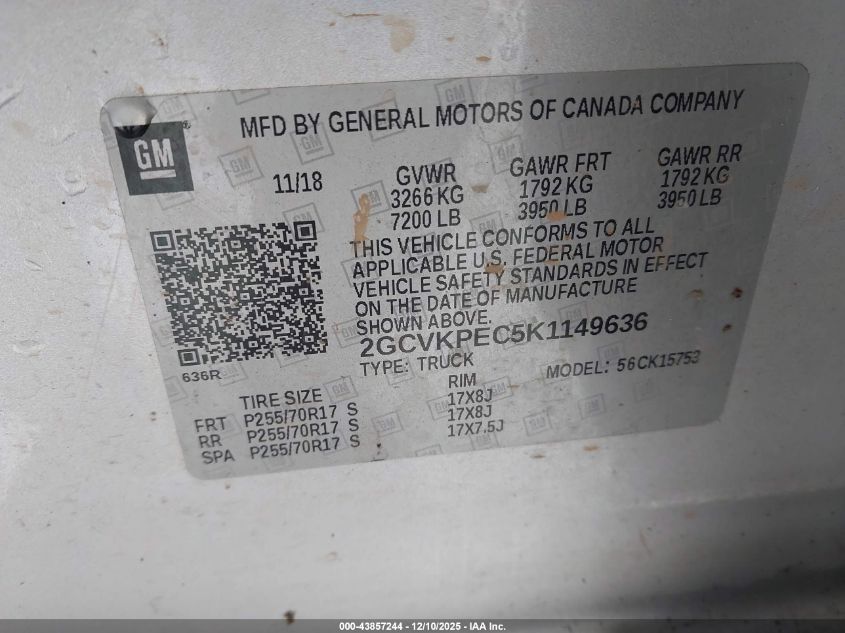 MFD BY GENERAL MOTORS OF CANADA COMPANY
GM ®
11/18
GVWR GAWR FRT GAWR RR
3266 KG 1792 KG 1792 KG
7200 LB 3950 LB 3950 LB
THIS VEHICLE CONFORMS TO ALL
APPLICABLE U.S. FEDERAL MOTOR
VEHICLE SAFETY STANDARDS IN EFFECT
ON THE DATE OF MANUFACTURE
SHOWN ABOVE.
2GCVKPEC5K1149636
TYPE: TRUCK MODEL: 56CK15753
636R
TIRE SIZE RIM
FRT P255/70R17 S 17X8J
RR P255/70R17 S 17X8J
SPA P255/70R17 S 17X7.5J
000-43857244 — 12/10/2025 - IAA Inc.